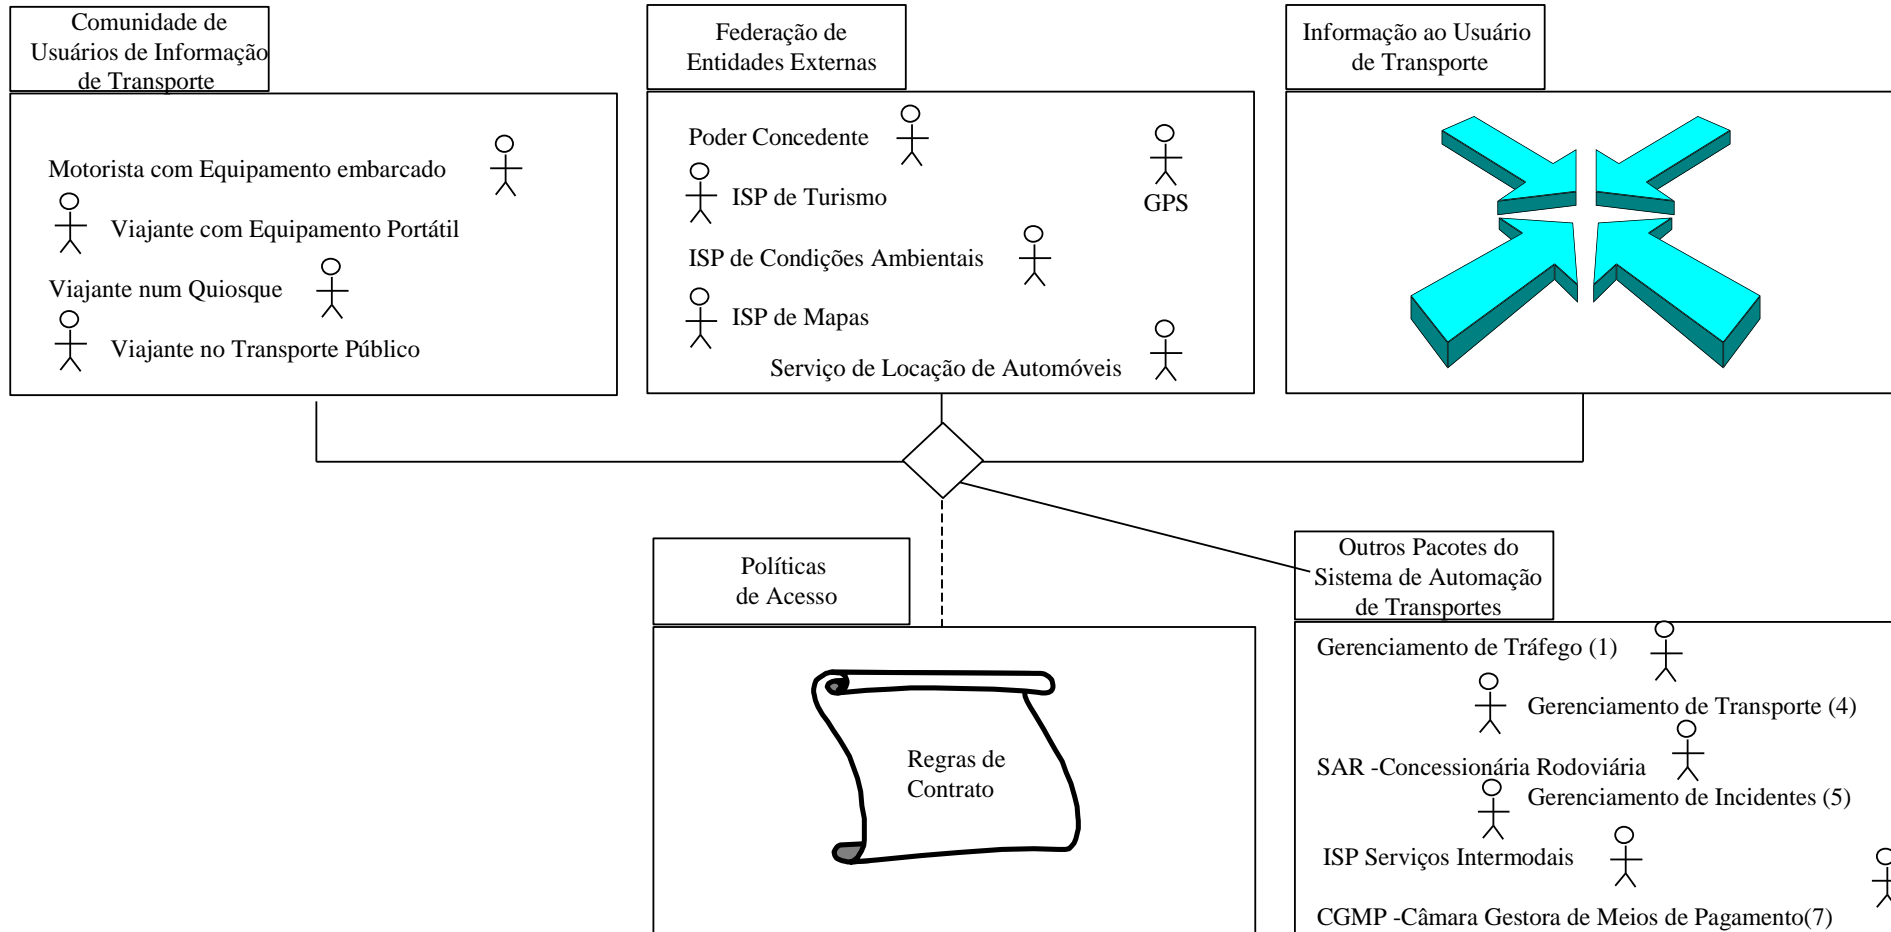 Comunidade de
Usuários de Informação
de Transporte
Motorista com Equipamento embarcado
Viajante com Equipamento Portátil
Viajante num Quiosque
Viajante no Transporte Público
Federação de
Entidades Externas
Poder Concedente
GPS
ISP de Turismo
ISP de Condições Ambientais
ISP de Mapas
Serviço de Locação de Automóveis
Informação ao Usuário
de Transporte
Políticas
de Acesso
Regras de
Contrato
Outros Pacotes do
Sistema de Automação
de Transportes
Gerenciamento de Tráfego (1)
Gerenciamento de Transporte (4)
SAR -Concessionária Rodoviária
Gerenciamento de Incidentes (5)
ISP Serviços Intermodais
CGMP -Câmara Gestora de Meios de Pagamento(7)